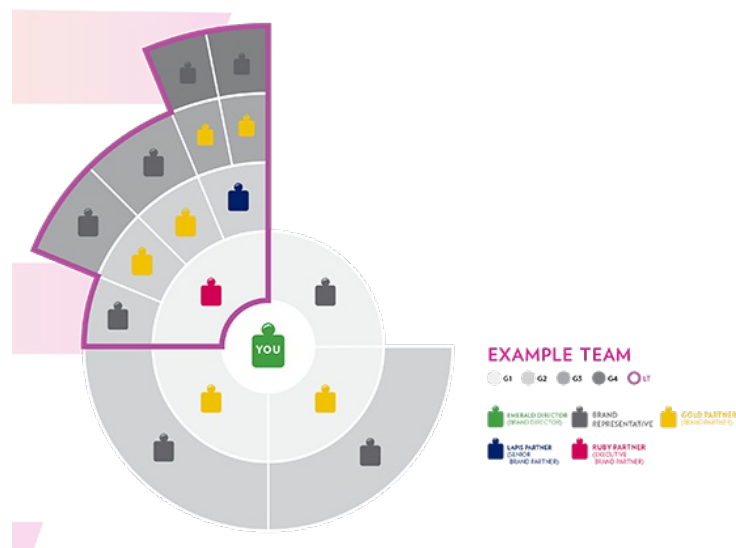 YOU
EXAMPLE TEAM
G1 G2 G3 G4 LT
EMERALD DIRECTOR
(BRAND DIRECTOR)
BRAND
REPRESENTATIVE
GOLD PARTNER
(BRAND PARTNER)
LAPIS PARTNER
(SENIOR
BRAND PARTNER)
RUBY PARTNER
(EXECUTIVE
BRAND PARTNER)